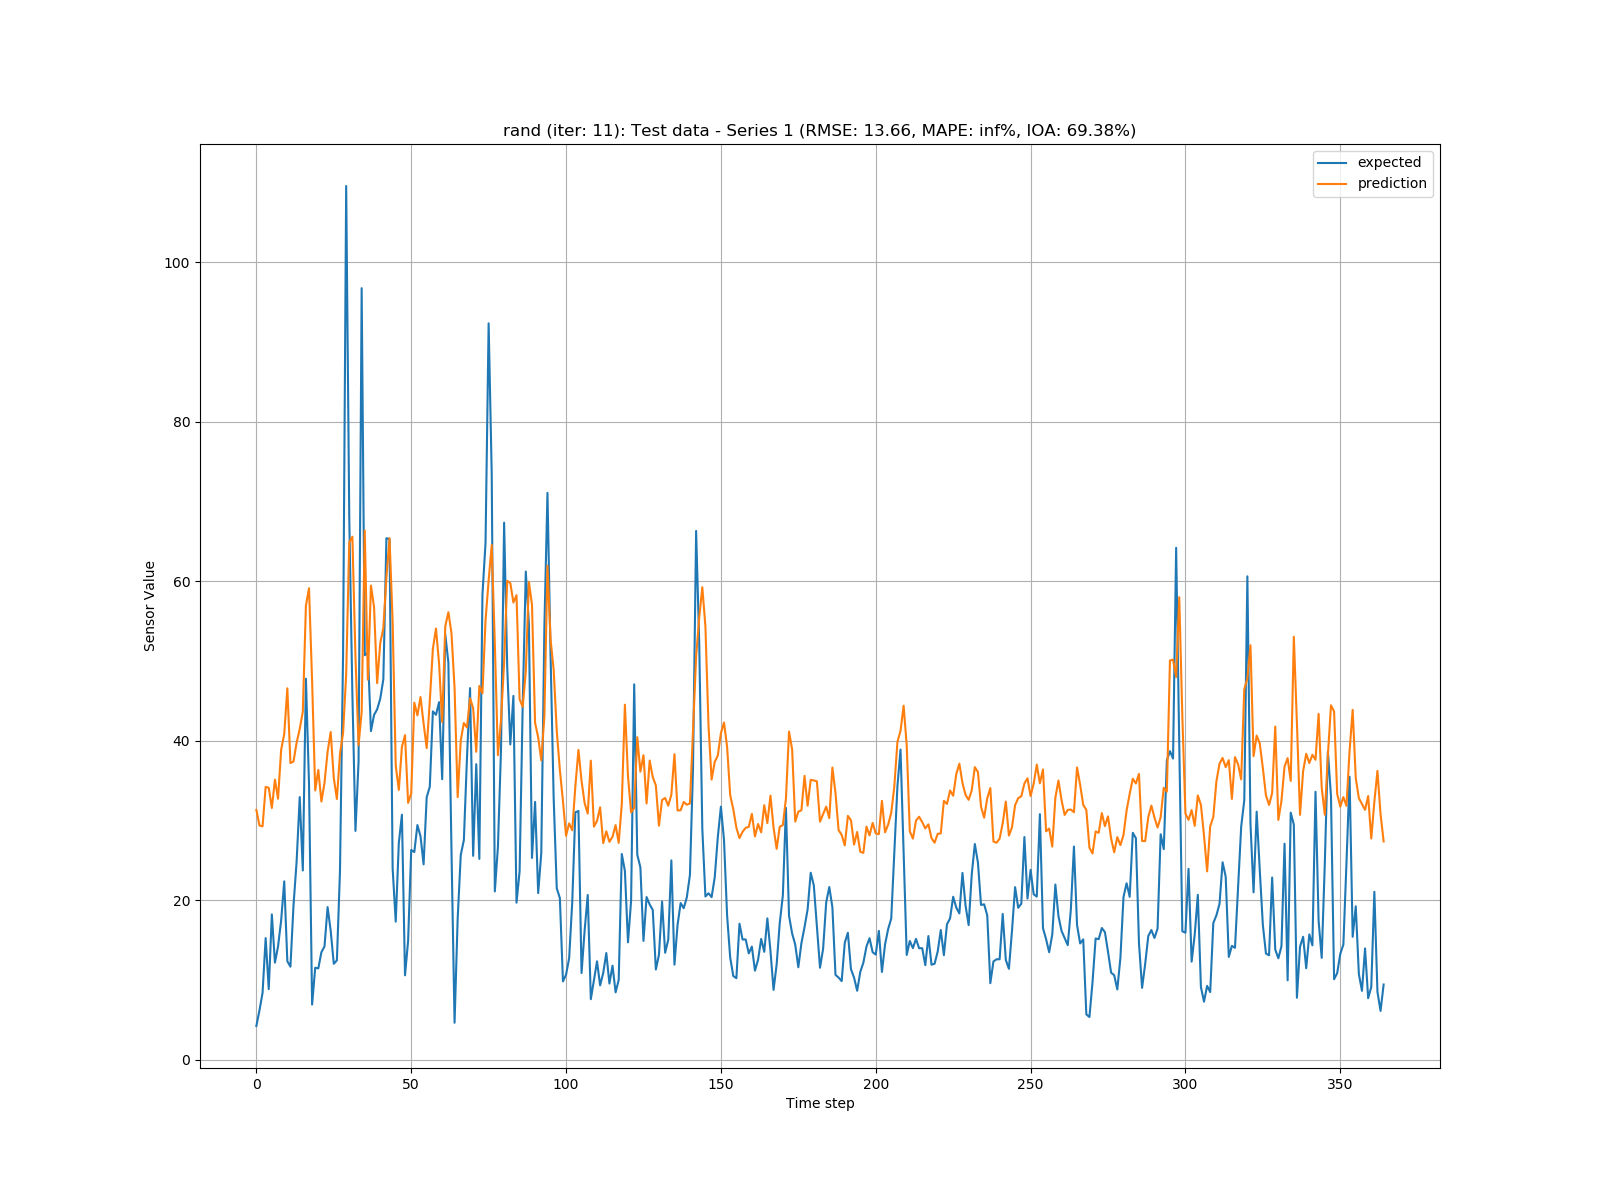 rand (iter: 11): Test data - Series 1 (RMSE: 13.66, MAPE: inf%, IOA: 69.38%)
expected
prediction
100
80
60
40
20
0
Sensor Value
0 50 100 150 200 250 300 350
Time step